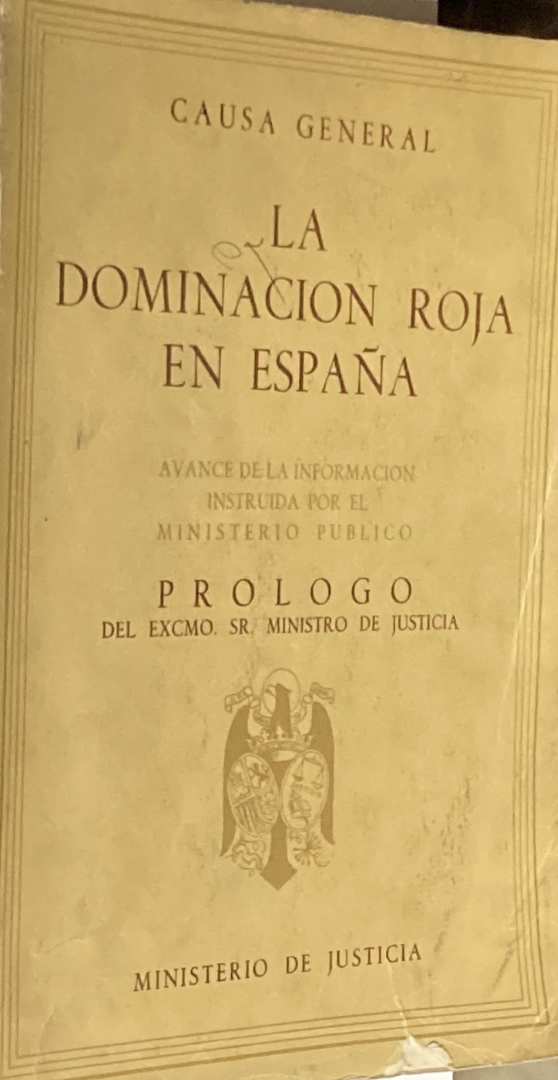 CAUSA GENERAL
LA
DOMINACION ROJA
EN ESPAÑA
AVANCE DE LA INFORMACION
INSTRUIDA POR EL
MINISTERIO PUBLICO
PROLOGO
DEL EXCMO. SR. MINISTRO DE JUSTICIA
MINISTERIO DE JUSTICIA